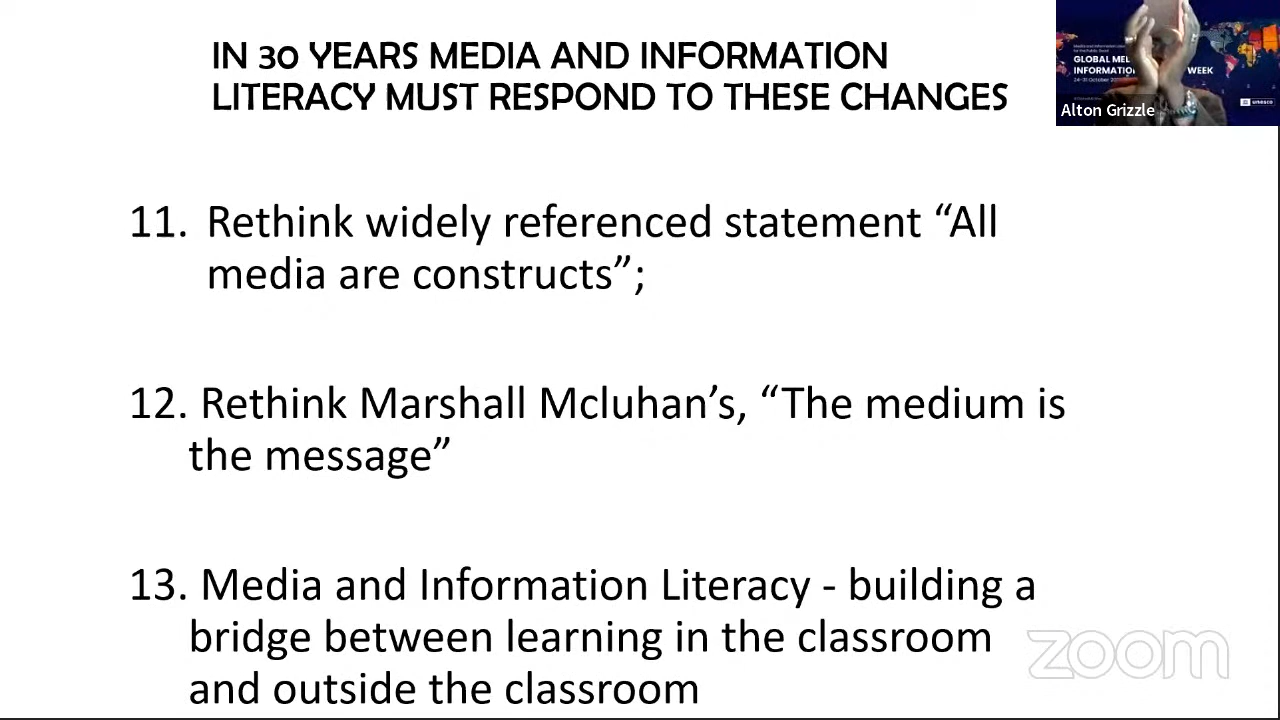 IN 30 YEARS MEDIA AND INFORMATION
LITERACY MUST RESPOND TO THESE CHANGES
GLOBAL
WEEK
unesco
Alton Grizzle
11. Rethink widely referenced statement “All
media are constructs”;
12. Rethink Marshall Mcluhan’s, “The medium is
the message”
13. Media and Information Literacy - building a
bridge between learning in the classroom
and outside the classroom
zoom